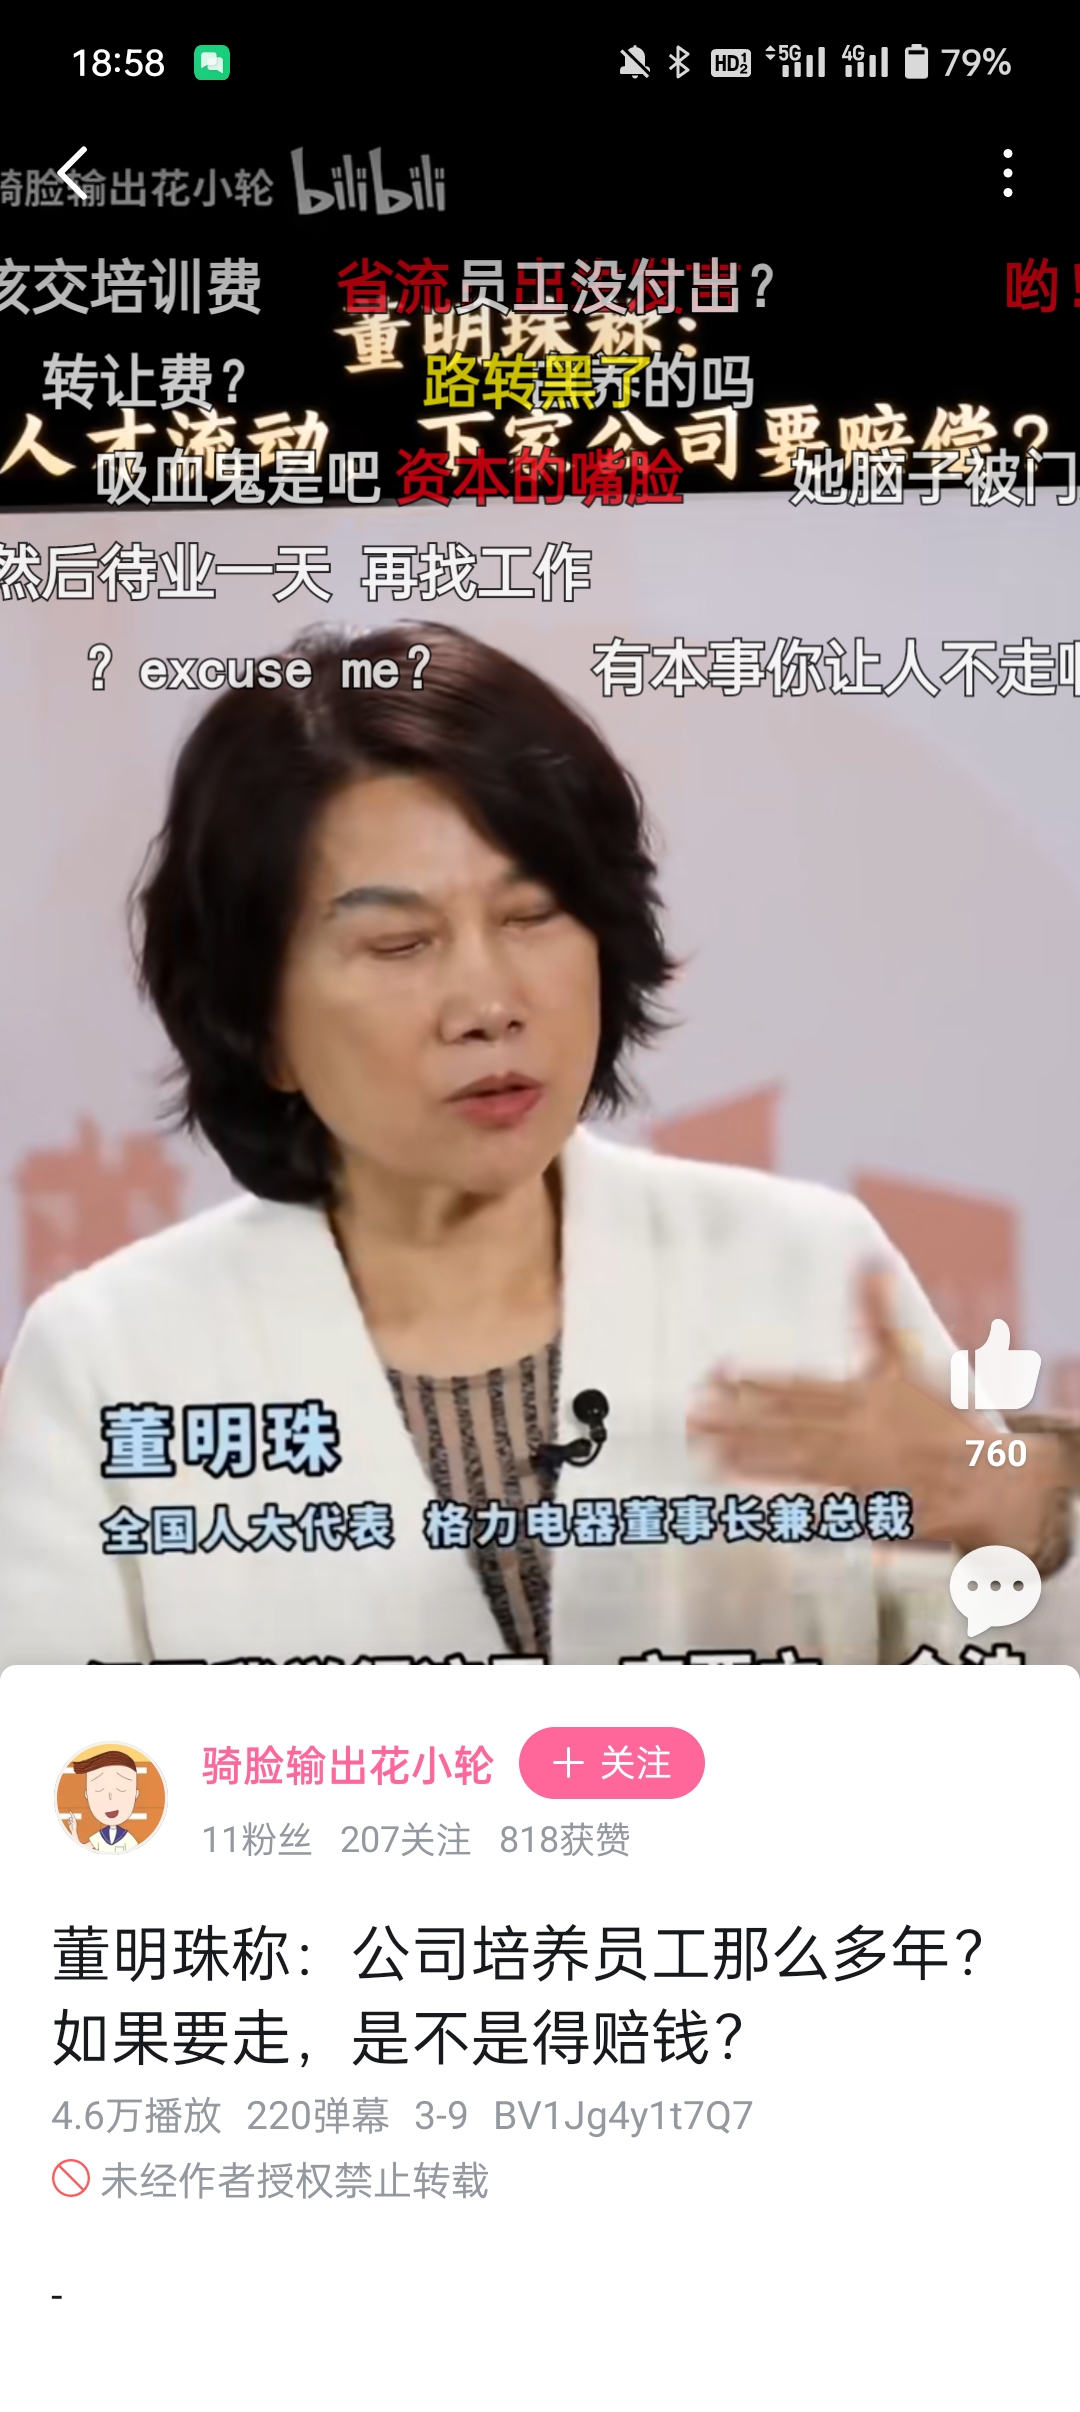 18:58
HD 5G 4G 79%
骑脸输出花小轮 bilibili
该交培训费
员工没付出？
哟！
董明珠称：
转让费？
路转黑了
的吗
人才流动 下家公司要赔偿？
吸血鬼是吧
资本的嘴脸
她脑子被门
然后待业一天 再找工作
？excuse me？
有本事你让人不走
760
董明珠
全国人大代表 格力电器董事长兼总裁
骑脸输出花小轮
＋ 关注
11粉丝 207关注 818获赞
董明珠称：公司培养员工那么多年？
如果要走，是不是得赔钱？
4.6万播放 220弹幕 3-9 BV1Jg4y1t7Q7
未经作者授权禁止转载
-